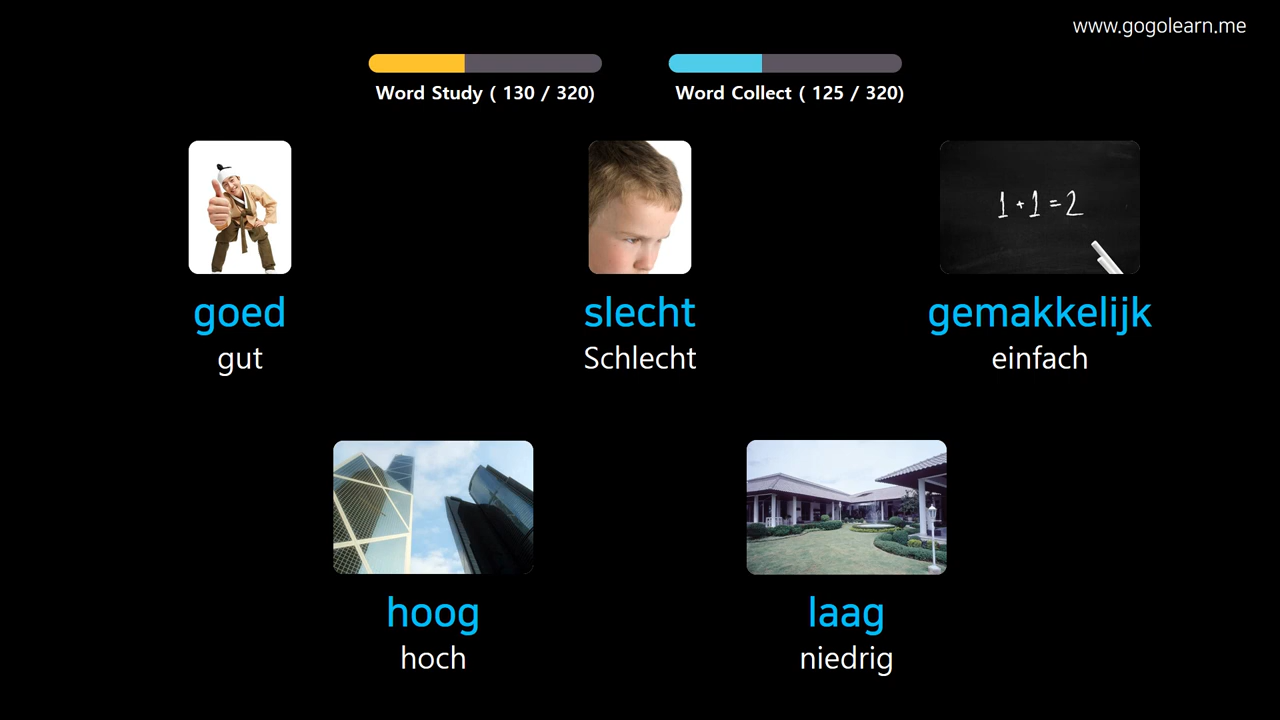 www.gogolearn.me
Word Study ( 130 / 320)
Word Collect ( 125 / 320)
1 + 1 = 2
goed
gut
slecht
Schlecht
gemakkelijk
einfach
hoog
hoch
laag
niedrig